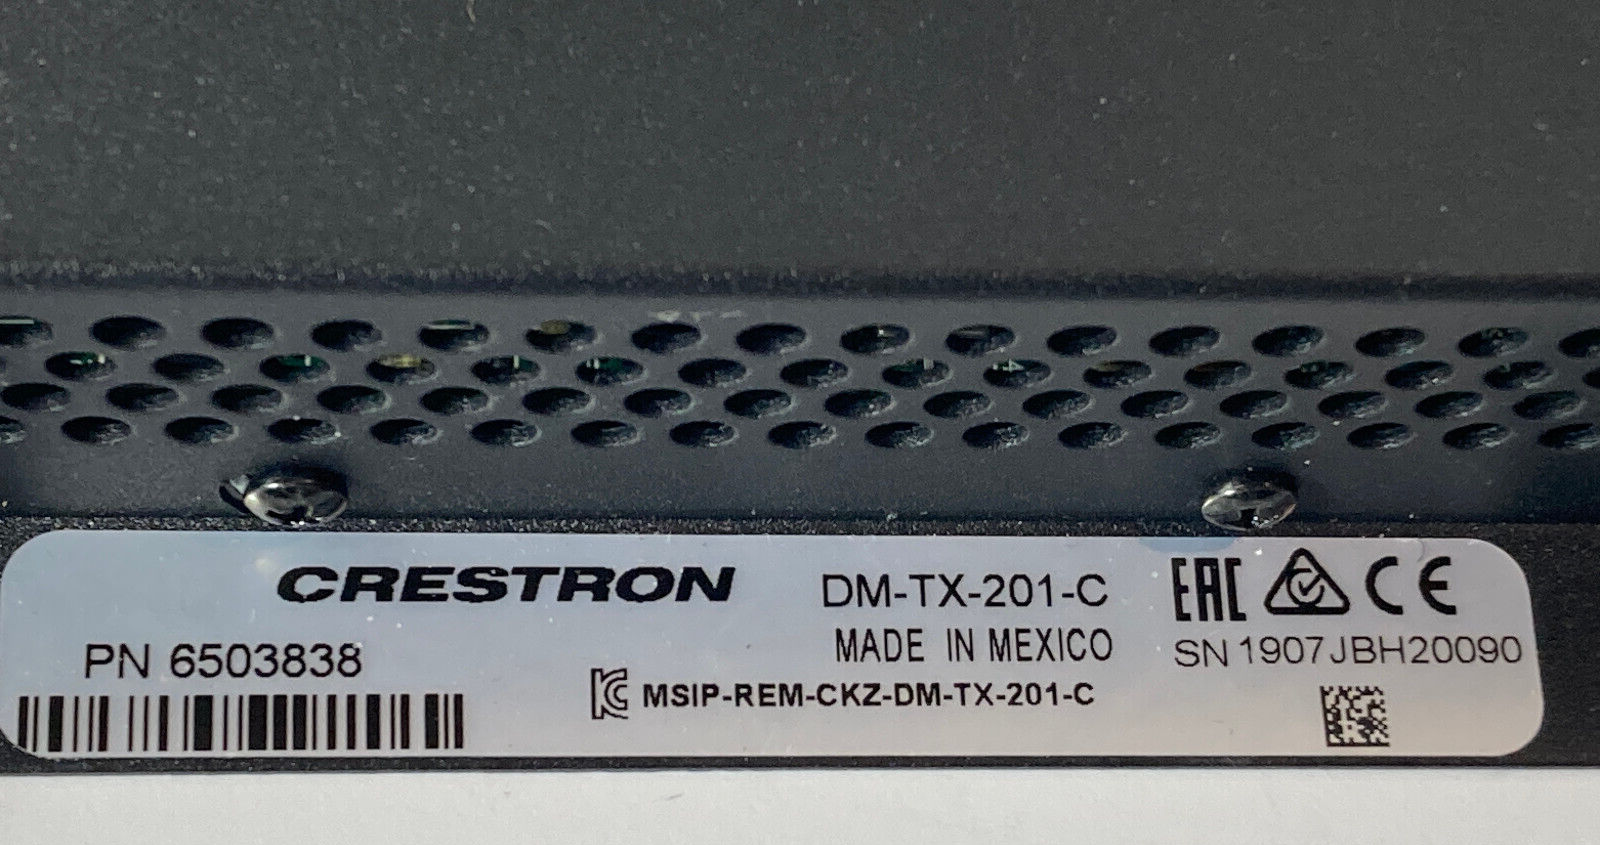 CRESTRON
PN 6503838
DM-TX-201-C
MADE IN MEXICO
MSIP-REM-CKZ-DM-TX-201-C
EAC CE
SN 1907JBH20090